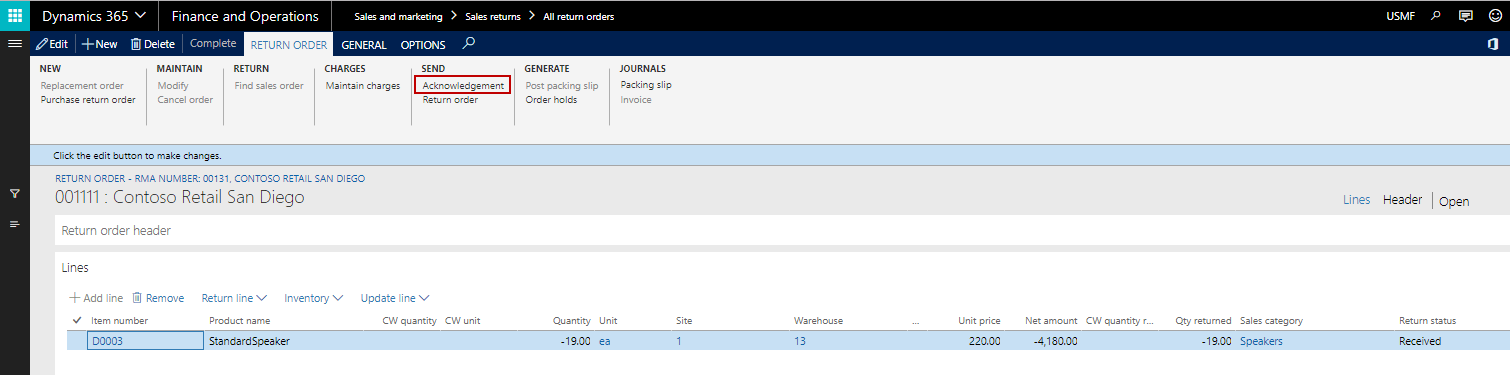 Dynamics 365 Finance and Operations Sales and marketing Sales returns All return orders USMF
Edit New Delete Complete RETURN ORDER GENERAL OPTIONS
NEW MAINTAIN RETURN CHARGES SEND GENERATE JOURNALS
Replacement order Modify Find sales order Maintain charges Acknowledgement Post packing slip Packing slip
Purchase return order Cancel order Return order Order holds Invoice
Click the edit button to make changes.
RETURN ORDER - RMA NUMBER: 00131, CONTOSO RETAIL SAN DIEGO
001111 : Contoso Retail San Diego
Lines Header Open
Return order header
Lines
Add line Remove Return line Inventory Update line
Item number Product name CW quantity CW unit Quantity Unit Site Warehouse ... Unit price Net amount CW quantity r... Qty returned Sales category Return status
D0003 StandardSpeaker -19.00 ea 1 13 220.00 -4,180.00 -19.00 Speakers Received